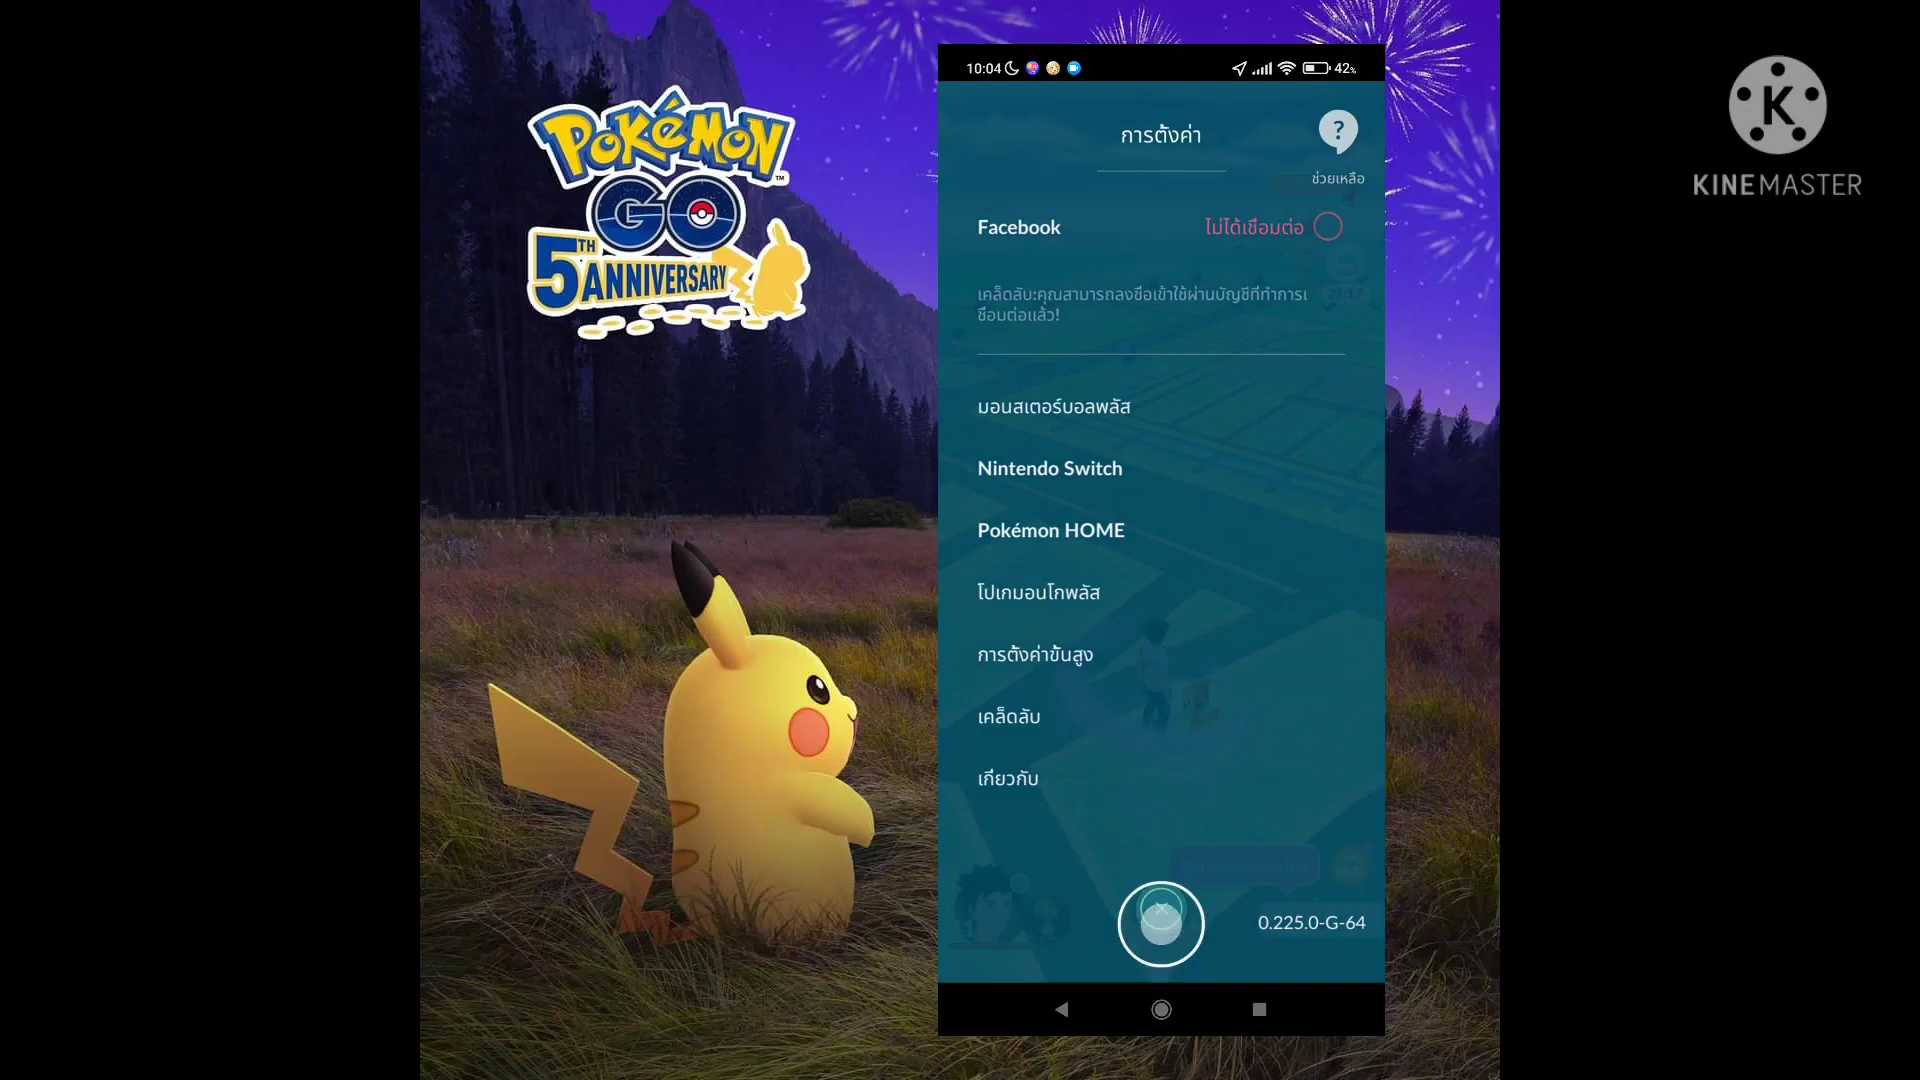 POKÉMON
GO
5TH
ANNIVERSARY
10:04
42%
การตั้งค่า
ช่วยเหลือ
Facebook
ไม่ได้เชื่อมต่อ
เคล็ดลับ:คุณสามารถลงชื่อเข้าใช้ผ่านบัญชีที่ทำการเ
ชื่อมต่อแล้ว!
มอนสเตอร์บอลพลัส
Nintendo Switch
Pokémon HOME
โปเกมอนโกพลัส
การตั้งค่าขั้นสูง
เคล็ดลับ
เกี่ยวกับ
0.225.0-G-64
K
KINEMASTER